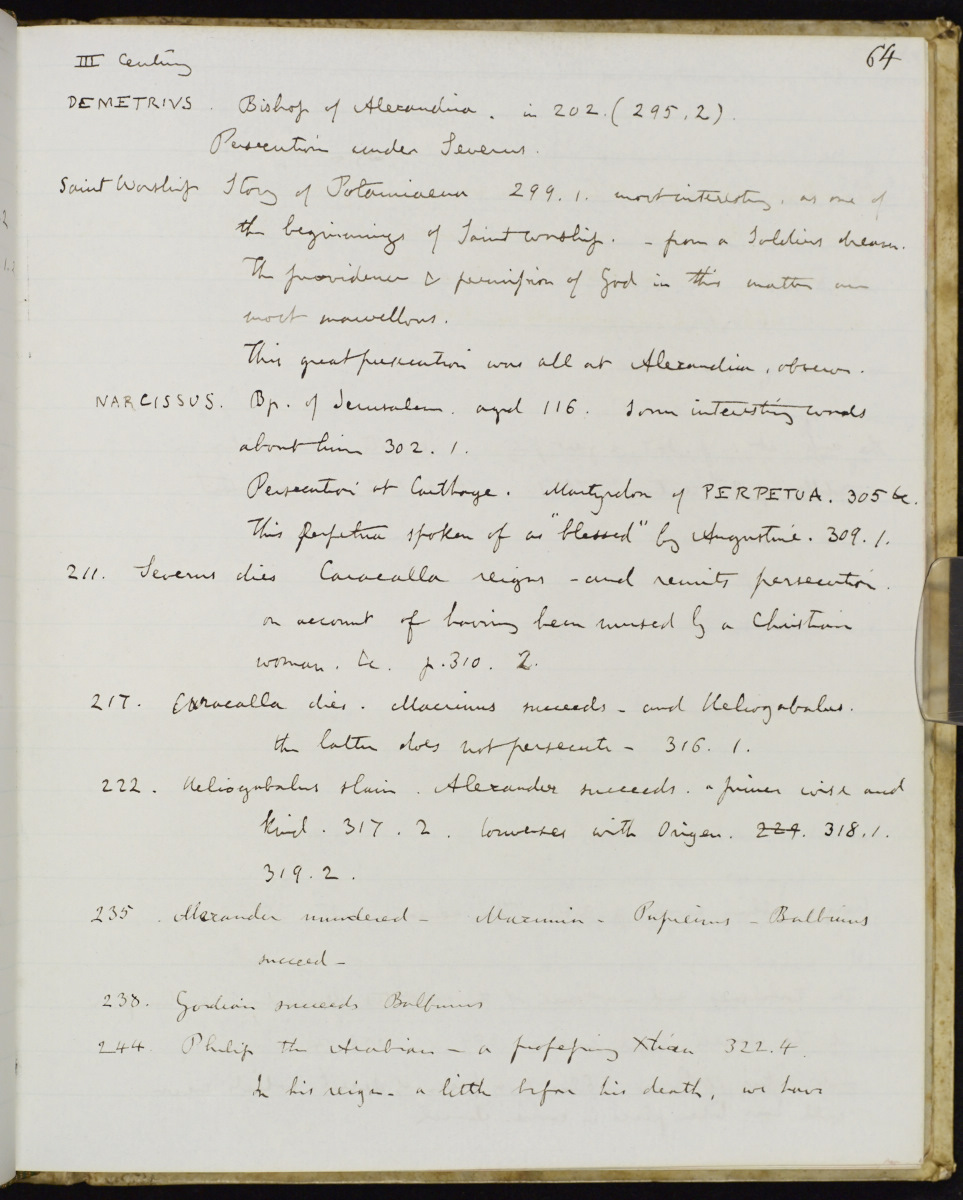 64
III Century
DEMETRIVS. Bishop of Alexandria. in 202. (295.2).
Persecution under Severus.
Saint Worship Story of Potamiaena 299.1. most interesting. as one of
the beginnings of Saint worship. - from a Soldiers dream.
The providence & permission of God in this matter are
most marvellous.
This great persecution was all at Alexandria, observe.
NARCISSUS. Bp. of Jerusalem. aged 116. Some interesting words
about him 302.1.
Persecution at Carthage. Martyrdom of PERPETUA. 305 &c.
This Perpetua spoken of as "blessed" by Augustine. 309.1.
211. Severus dies Caracalla reigns - and remits persecution.
on account of having been nursed by a Christian
woman. &c. p.310. 2.
217. Caracalla dies. Macrinus succeeds - and Heliogabalus.
the latter does not persecute - 316.1.
222. Heliogabalus slain. Alexander succeeds. a prince wise and
kind. 317.2. Converses with Origen. 224. 318.1.
319.2.
235. Alexander murdered - Maximin - Pupienus - Balbinus
succeed -
238. Gordian succeeds Balbinus
244. Philip the Arabian - a professing Xtian 322.4.
In his reign - a little before his death, we have